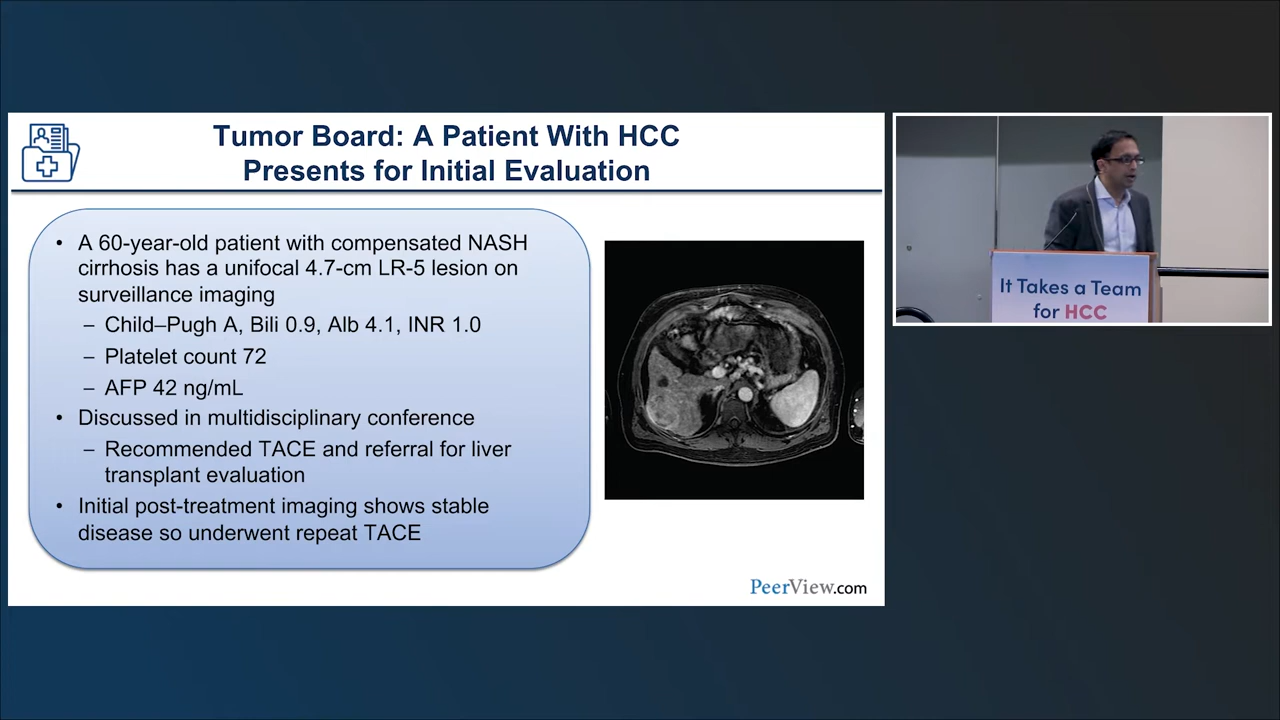 Tumor Board: A Patient With HCC
Presents for Initial Evaluation
• A 60-year-old patient with compensated NASH
cirrhosis has a unifocal 4.7-cm LR-5 lesion on
surveillance imaging
– Child–Pugh A, Bili 0.9, Alb 4.1, INR 1.0
– Platelet count 72
– AFP 42 ng/mL
• Discussed in multidisciplinary conference
– Recommended TACE and referral for liver
transplant evaluation
• Initial post-treatment imaging shows stable
disease so underwent repeat TACE
PeerView.com
It Takes a Team
for HCC